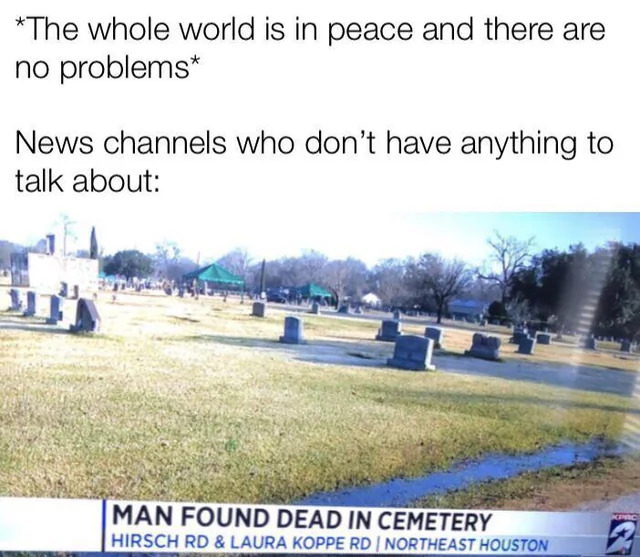 *The whole world is in peace and there are
no problems*
News channels who don't have anything to
talk about:
MAN FOUND DEAD IN CEMETERY
HIRSCH RD & LAURA KOPPE RD | NORTHEAST HOUSTON
KPRC
2